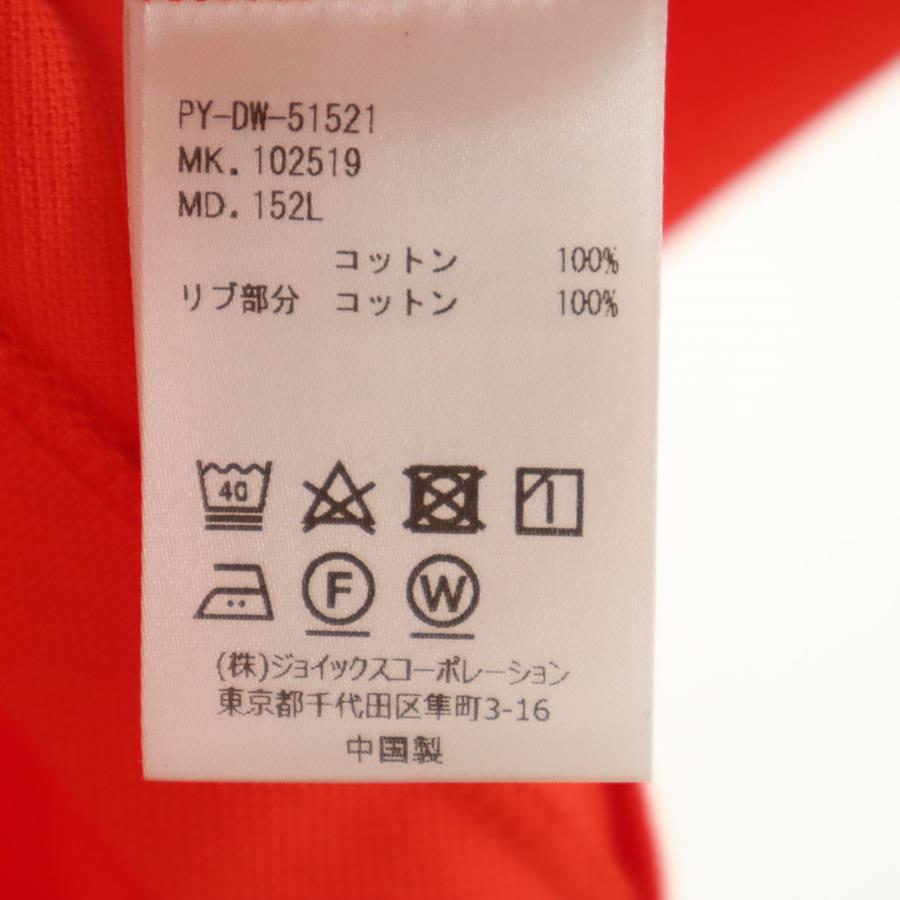 PY-DW-51521
MK. 102519
MD. 152L
コットン 100%
リブ部分 コットン 100%
40
F W
(株)ジョイックスコーポレーション
東京都千代田区隼町3-16
中国製